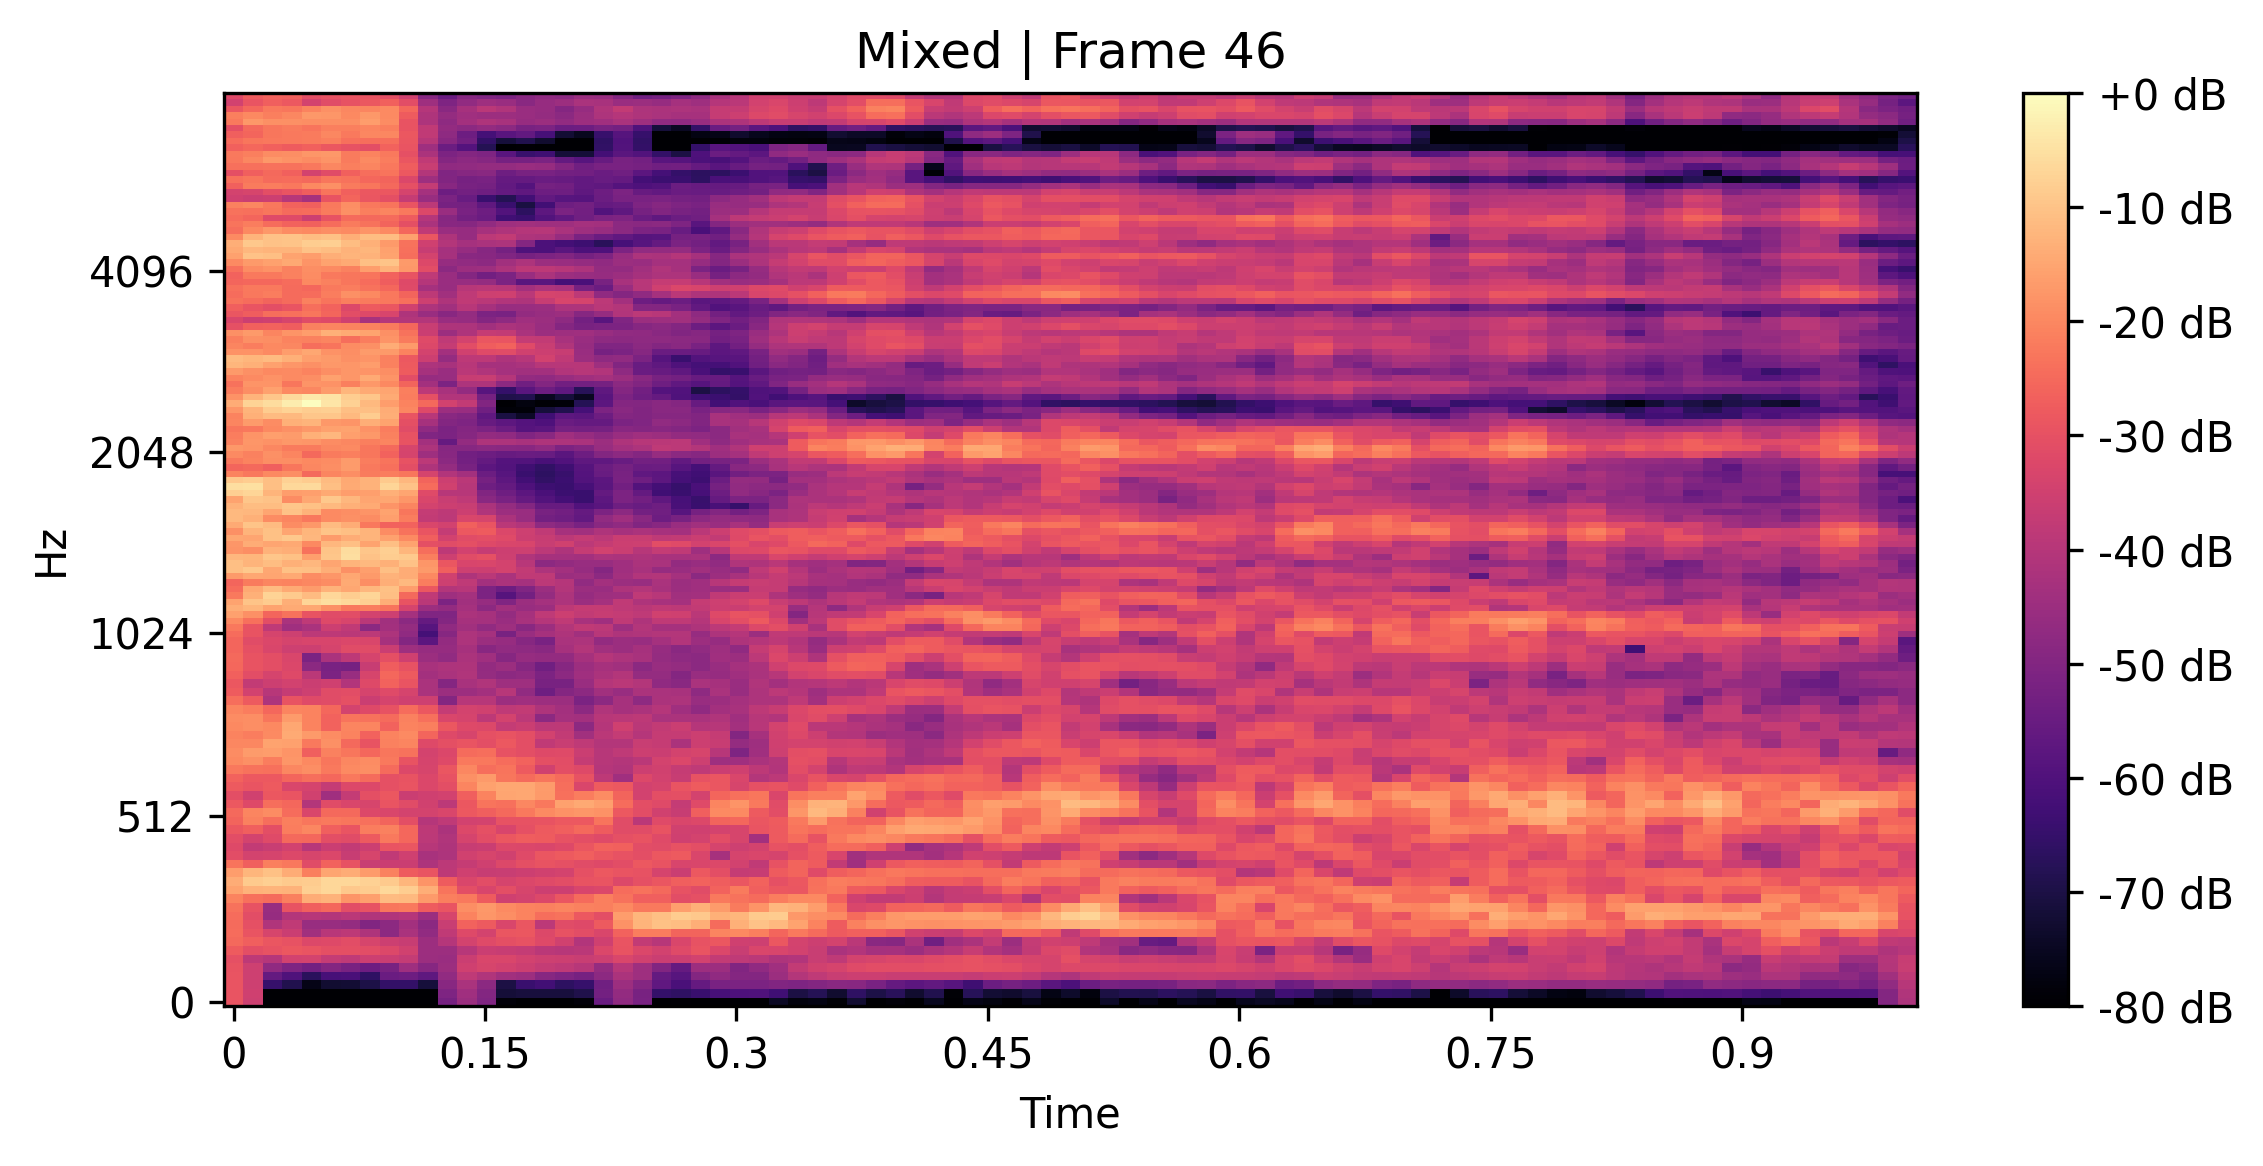 Mixed | Frame 46
+0 dB
-10 dB
-20 dB
-30 dB
-40 dB
-50 dB
-60 dB
-70 dB
-80 dB
Hz
4096
2048
1024
512
0
0 0.15 0.3 0.45 0.6 0.75 0.9
Time